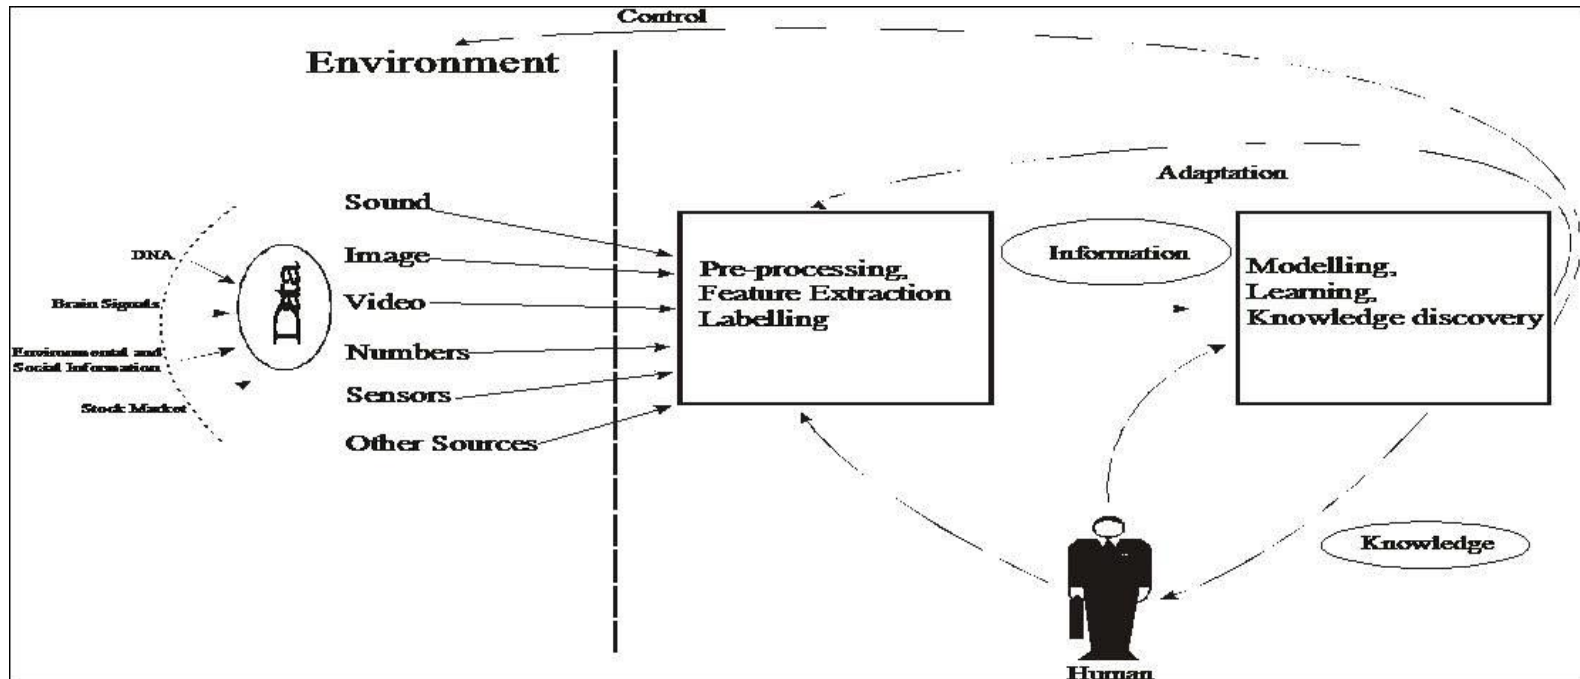 Control
Environment
Adaptation
Sound
Image
Video
Numbers
Sensors
Other Sources
DNA
Brain Signals
Environmental and
Social Information
Stock Market
Data
Pre-processing,
Feature Extraction
Labelling
Information
Modelling,
Learning,
Knowledge discovery
Knowledge
Human